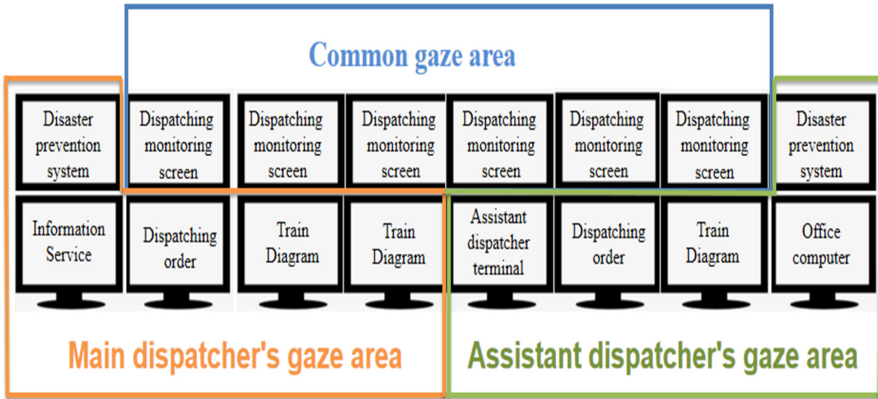 Common gaze area
Disaster
prevention
system
Dispatching
monitoring
screen
Dispatching
monitoring
screen
Dispatching
monitoring
screen
Dispatching
monitoring
screen
Dispatching
monitoring
screen
Dispatching
monitoring
screen
Disaster
prevention
system
Information
Service
Dispatching
order
Train
Diagram
Train
Diagram
Assistant
dispatcher
terminal
Dispatching
order
Train
Diagram
Office
computer
Main dispatcher's gaze area
Assistant dispatcher's gaze area